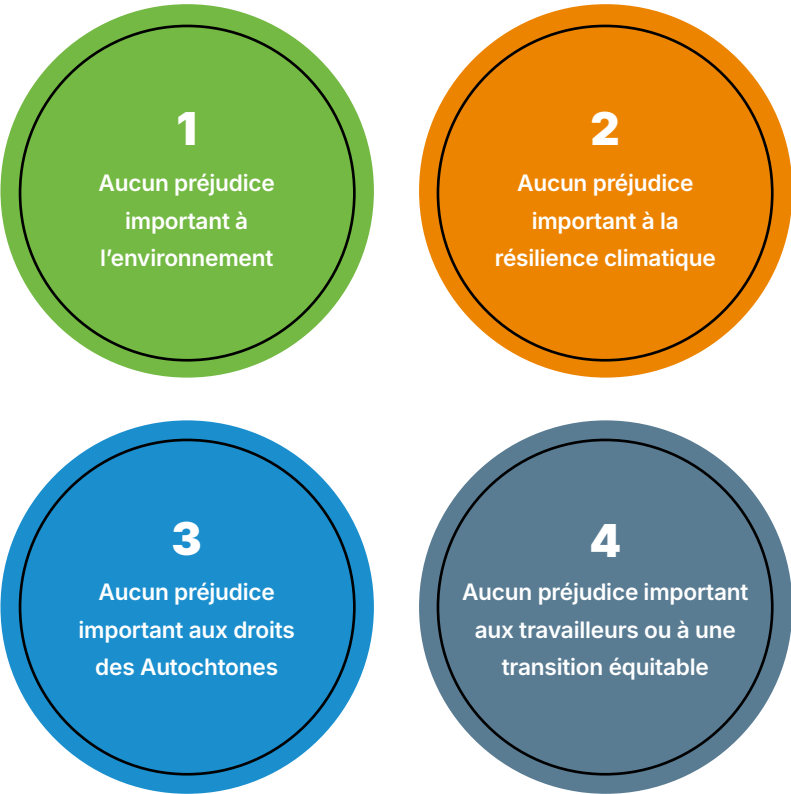 1
Aucun préjudice
important à
l’environnement
2
Aucun préjudice
important à la
résilience climatique
3
Aucun préjudice
important aux droits
des Autochtones
4
Aucun préjudice important
aux travailleurs ou à une
transition équitable